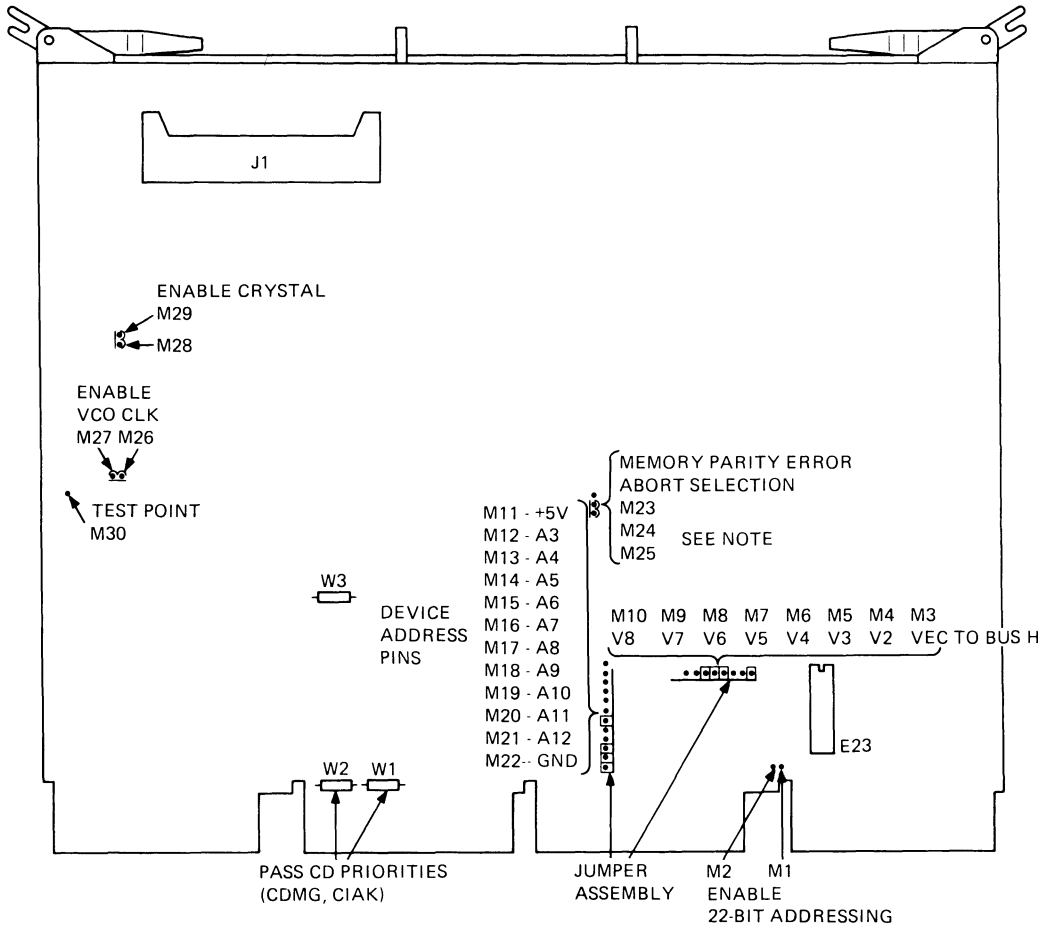 J1
ENABLE CRYSTAL
M29
M28
ENABLE
VCO CLK
M27 M26
TEST POINT
M30
MEMORY PARITY ERROR
ABORT SELECTION
M23
M24
M25
SEE NOTE
M11 - +5V
M12 - A3
M13 - A4
M14 - A5
M15 - A6
M16 - A7
M17 - A8
M18 - A9
M19 - A10
M20 - A11
M21 - A12
M22-- GND
DEVICE
ADDRESS
PINS
W3
M10 M9 M8 M7 M6 M5 M4 M3
V8 V7 V6 V5 V4 V3 V2 VEC TO BUS H
E23
W2 W1
PASS CD PRIORITIES
(CDMG, CIAK)
JUMPER
ASSEMBLY
M2 M1
ENABLE
22-BIT ADDRESSING